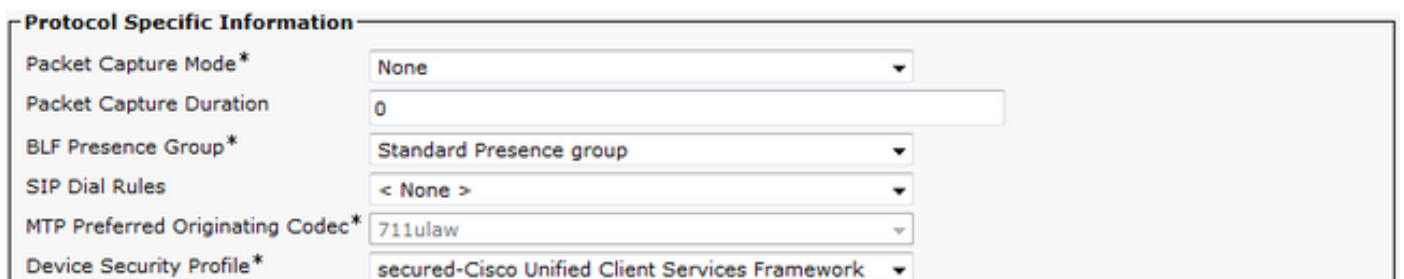 Protocol Specific Information
Packet Capture Mode* None
Packet Capture Duration 0
BLF Presence Group* Standard Presence group
SIP Dial Rules < None >
MTP Preferred Originating Codec* 711ulaw
Device Security Profile* secured-Cisco Unified Client Services Framework